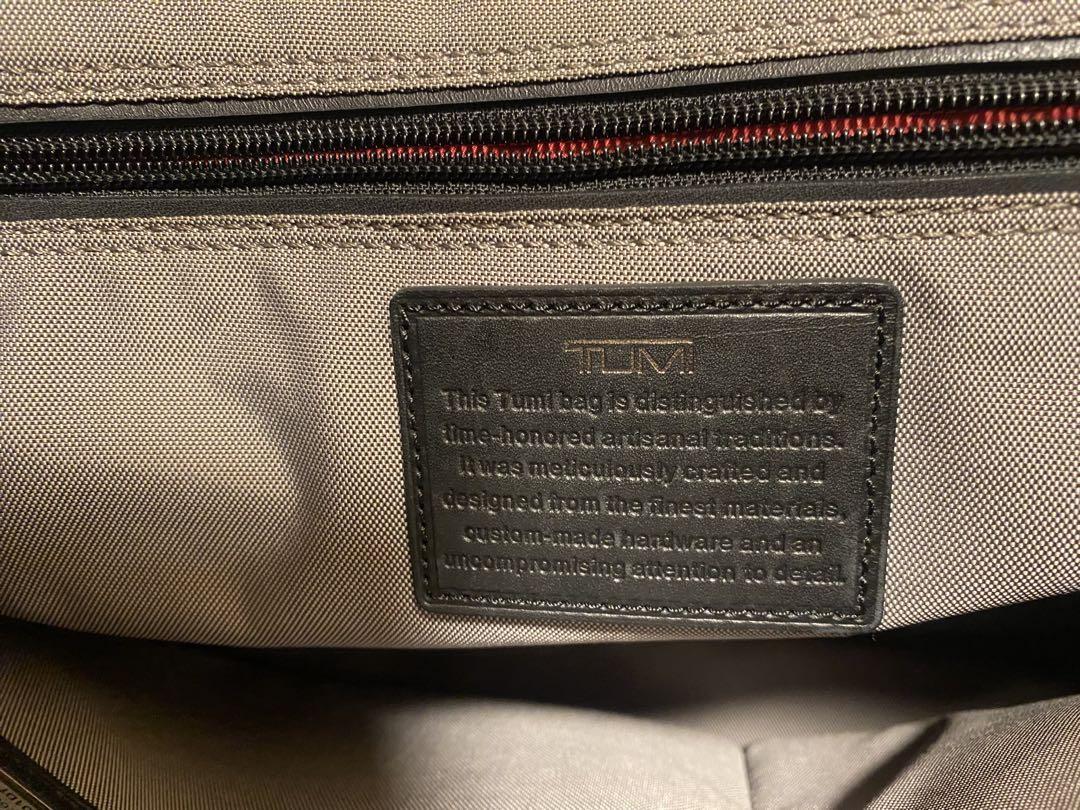 TUMI
This Tumi bag is distinguished by
time-honored artisanal traditions.
It was meticulously crafted and
designed from the finest materials,
custom-made hardware and an
uncompromising attention to detail.